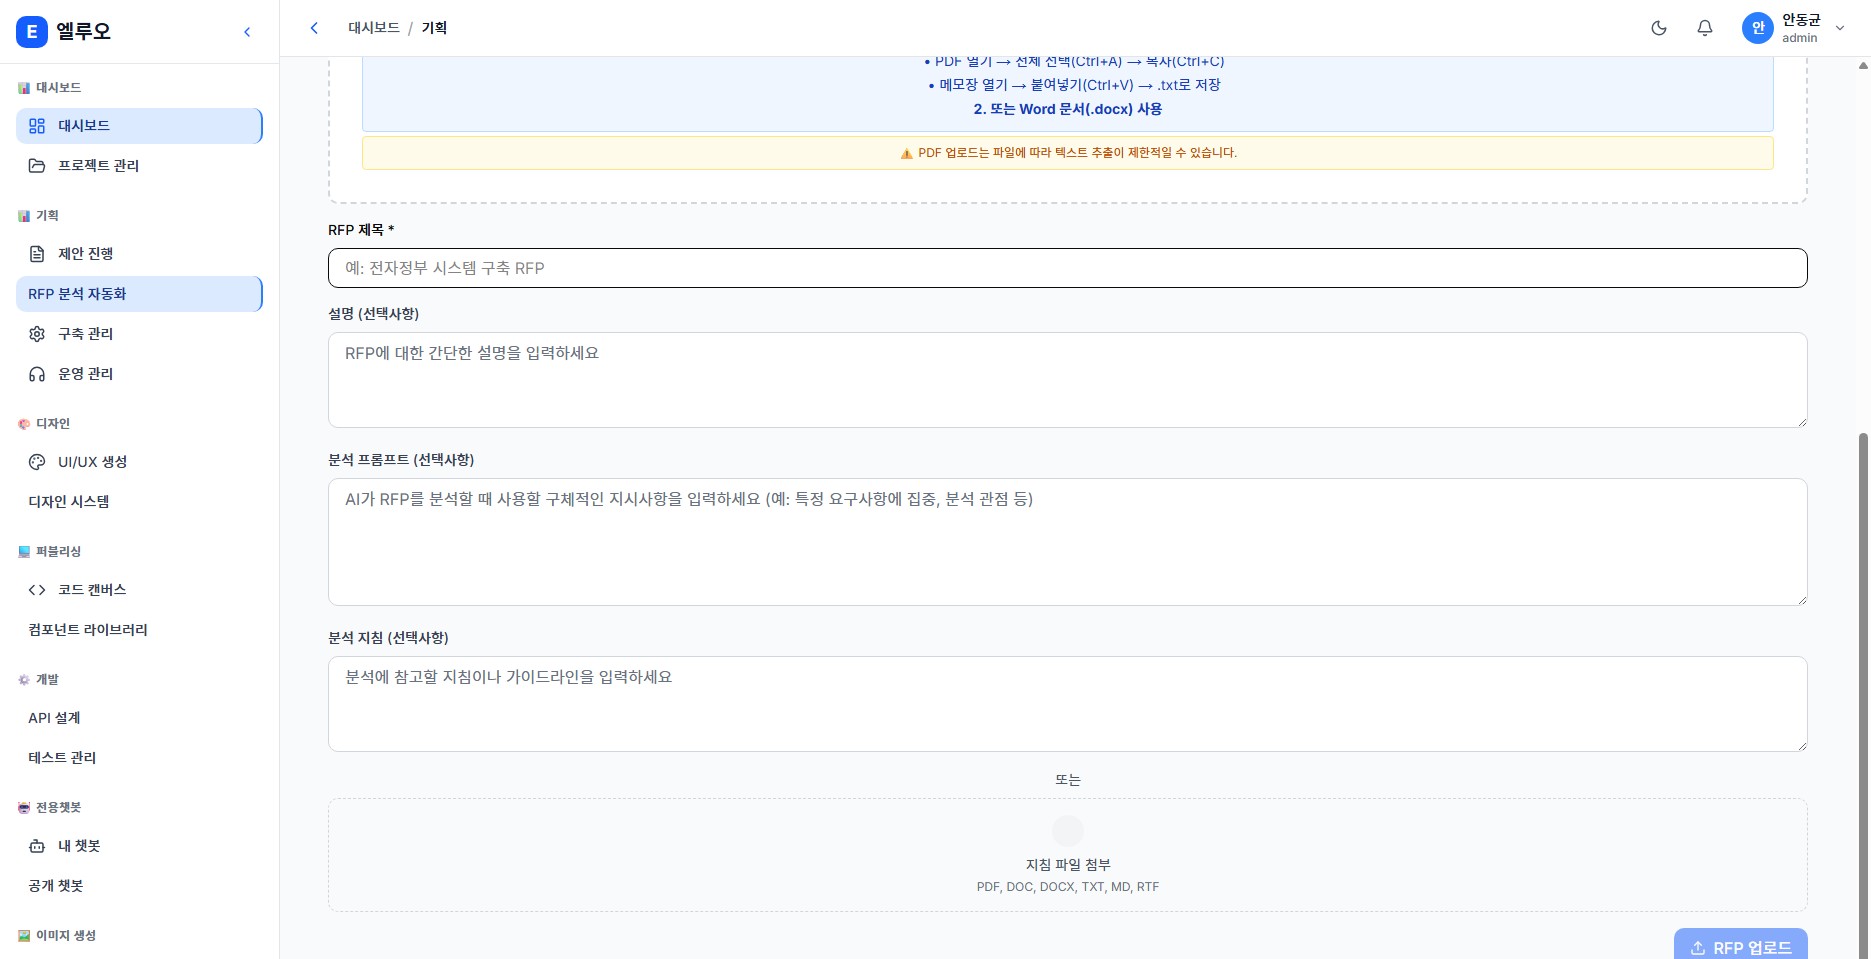 E 엘루오
대시보드 / 기획
안 안동균
admin
대시보드
대시보드
프로젝트 관리
기획
제안 진행
RFP 분석 자동화
구축 관리
운영 관리
디자인
UI/UX 생성
디자인 시스템
퍼블리싱
코드 캔버스
컴포넌트 라이브러리
개발
API 설계
테스트 관리
전용챗봇
내 챗봇
공개 챗봇
이미지 생성
• PDF 열기 → 전체 선택(Ctrl+A) → 복사(Ctrl+C)
• 메모장 열기 → 붙여넣기(Ctrl+V) → .txt로 저장
2. 또는 Word 문서(.docx) 사용
⚠️ PDF 업로드는 파일에 따라 텍스트 추출이 제한적일 수 있습니다.
RFP 제목 *
예: 전자정부 시스템 구축 RFP
설명 (선택사항)
RFP에 대한 간단한 설명을 입력하세요
분석 프롬프트 (선택사항)
AI가 RFP를 분석할 때 사용할 구체적인 지시사항을 입력하세요 (예: 특정 요구사항에 집중, 분석 관점 등)
분석 지침 (선택사항)
분석에 참고할 지침이나 가이드라인을 입력하세요
또는
지침 파일 첨부
PDF, DOC, DOCX, TXT, MD, RTF
RFP 업로드